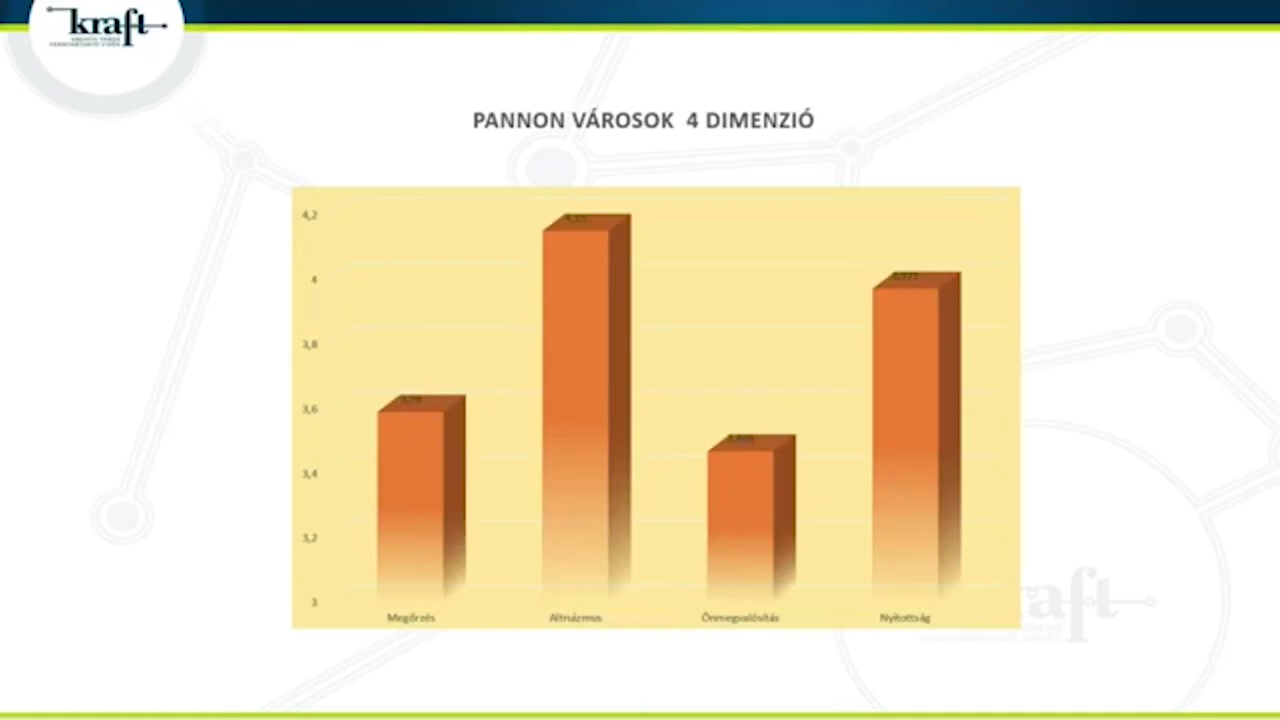 kraft
PANNON VÁROSOK 4 DIMENZIÓ
4,2
4
3,8
3,6
3,4
3,2
3
Megőrzés
Altruizmus
Önmegvalósítás
Nyitottság